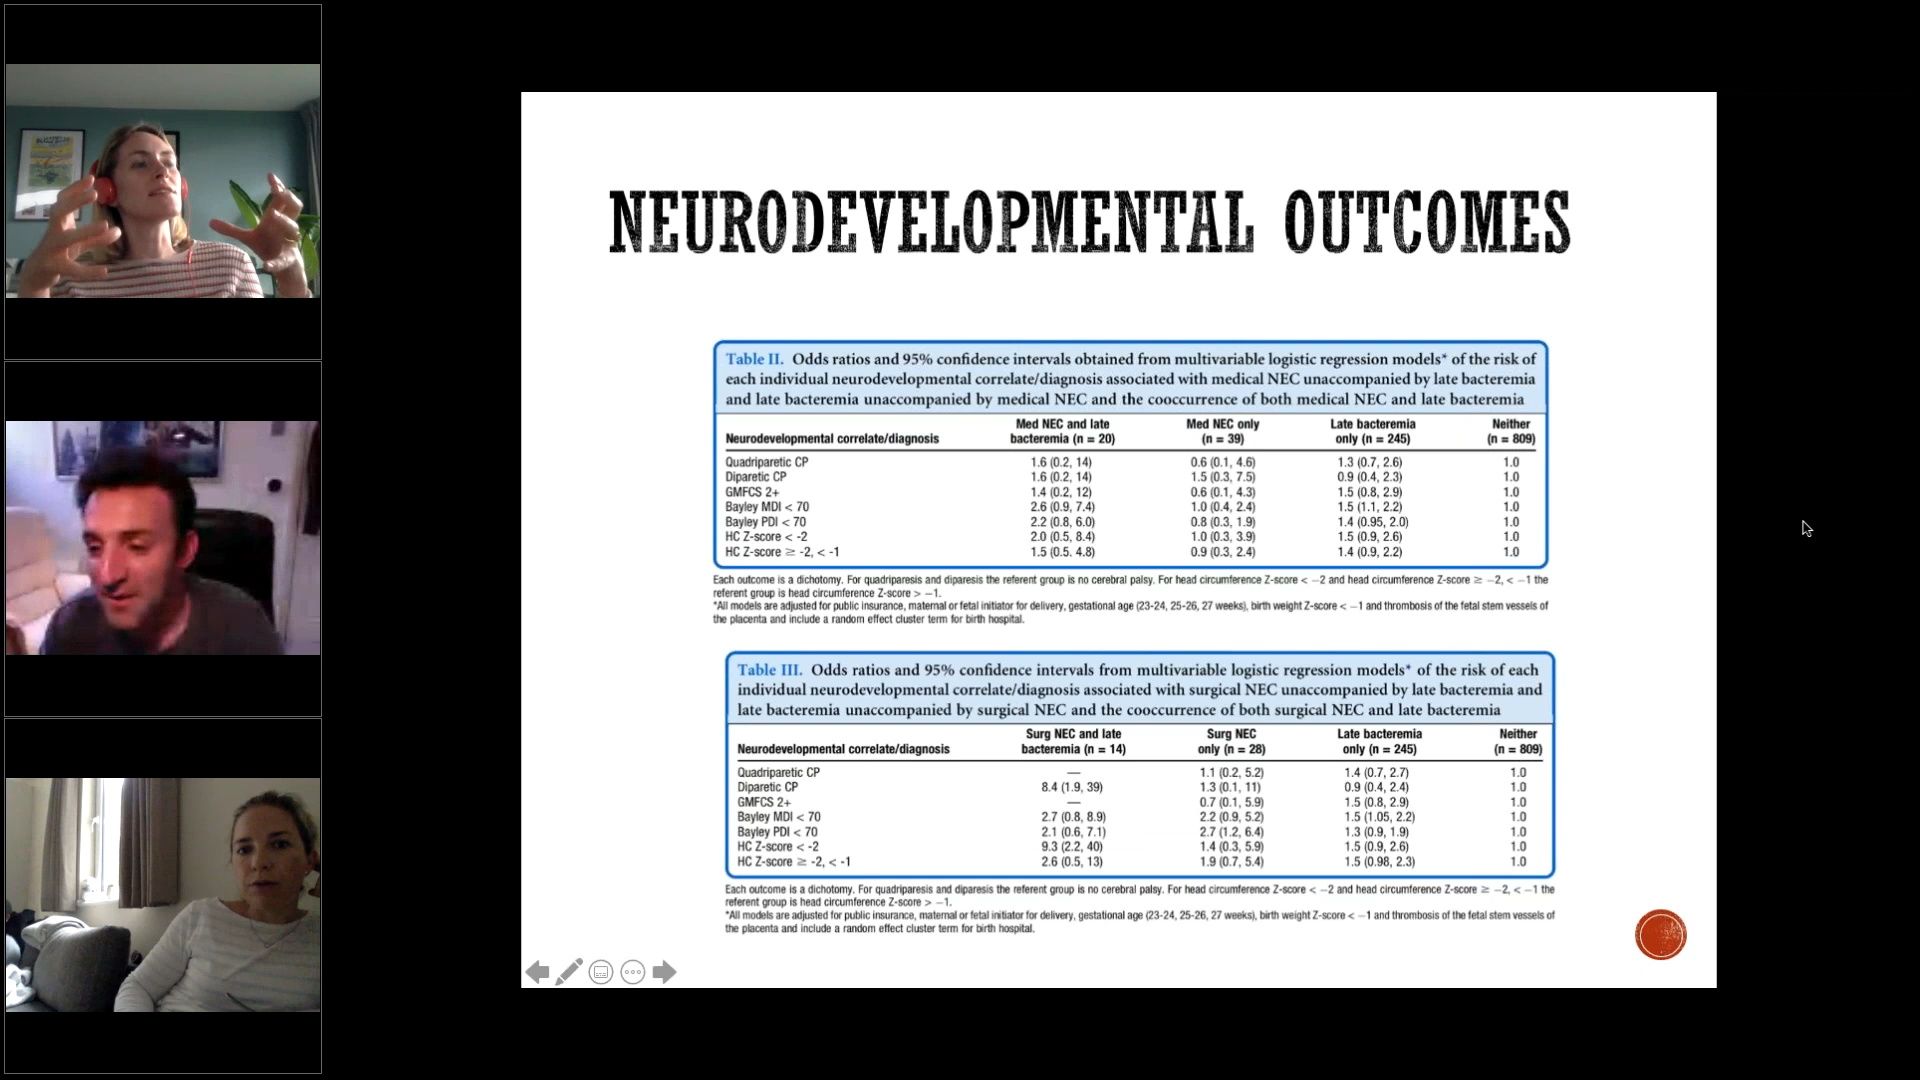 NEURODEVELOPMENTAL OUTCOMES
Table II. Odds ratios and 95% confidence intervals obtained from multivariable logistic regression models* of the risk of
each individual neurodevelopmental correlate/diagnosis associated with medical NEC unaccompanied by late bacteremia
and late bacteremia unaccompanied by medical NEC and the cooccurrence of both medical NEC and late bacteremia
Med NEC and late Med NEC only Late bacteremia Neither
Neurodevelopmental correlate/diagnosis bacteremia (n = 20) (n = 39) only (n = 245) (n = 809)
Quadriparetic CP 1.6 (0.2, 14) 0.6 (0.1, 4.6) 1.3 (0.7, 2.6) 1.0
Diparetic CP 1.6 (0.2, 14) 1.5 (0.3, 7.5) 0.9 (0.4, 2.3) 1.0
GMFCS 2+ 1.4 (0.2, 12) 0.6 (0.1, 4.3) 1.5 (0.8, 2.9) 1.0
Bayley MDI < 70 2.6 (0.9, 7.4) 1.0 (0.4, 2.4) 1.5 (1.1, 2.2) 1.0
Bayley PDI < 70 2.2 (0.8, 6.0) 0.8 (0.3, 1.9) 1.4 (0.95, 2.0) 1.0
HC Z-score < -2 2.0 (0.5, 8.4) 1.0 (0.3, 3.9) 1.5 (0.9, 2.6) 1.0
HC Z-score ≥ -2, < -1 1.5 (0.5. 4.8) 0.9 (0.3, 2.4) 1.4 (0.9, 2.2) 1.0
Each outcome is a dichotomy. For quadriparesis and diparesis the referent group is no cerebral palsy. For head circumference Z-score < −2 and head circumference Z-score ≥ −2, < −1 the
referent group is head circumference Z-score > −1.
*All models are adjusted for public insurance, maternal or fetal initiator for delivery, gestational age (23-24, 25-26, 27 weeks), birth weight Z-score < −1 and thrombosis of the fetal stem vessels of
the placenta and include a random effect cluster term for birth hospital.
Table III. Odds ratios and 95% confidence intervals from multivariable logistic regression models* of the risk of each
individual neurodevelopmental correlate/diagnosis associated with surgical NEC unaccompanied by late bacteremia and
late bacteremia unaccompanied by surgical NEC and the cooccurrence of both surgical NEC and late bacteremia
Surg NEC and late Surg NEC Late bacteremia Neither
Neurodevelopmental correlate/diagnosis bacteremia (n = 14) only (n = 28) only (n = 245) (n = 809)
Quadriparetic CP — 1.1 (0.2, 5.2) 1.4 (0.7, 2.7) 1.0
Diparetic CP 8.4 (1.9, 39) 1.3 (0.1, 11) 0.9 (0.4, 2.4) 1.0
GMFCS 2+ — 0.7 (0.1, 5.9) 1.5 (0.8, 2.9) 1.0
Bayley MDI < 70 2.7 (0.8, 8.9) 2.2 (0.9, 5.2) 1.5 (1.05, 2.2) 1.0
Bayley PDI < 70 2.1 (0.6, 7.1) 2.7 (1.2, 6.4) 1.3 (0.9, 1.9) 1.0
HC Z-score < -2 9.3 (2.2, 40) 1.4 (0.3, 5.9) 1.5 (0.9, 2.6) 1.0
HC Z-score ≥ -2, < -1 2.6 (0.5, 13) 1.9 (0.7, 5.4) 1.5 (0.98, 2.3) 1.0
Each outcome is a dichotomy. For quadriparesis and diparesis the referent group is no cerebral palsy. For head circumference Z-score < −2 and head circumference Z-score ≥ −2, < −1 the
referent group is head circumference Z-score > −1.
*All models are adjusted for public insurance, maternal or fetal initiator for delivery, gestational age (23-24, 25-26, 27 weeks), birth weight Z-score < −1 and thrombosis of the fetal stem vessels of
the placenta and include a random effect cluster term for birth hospital.